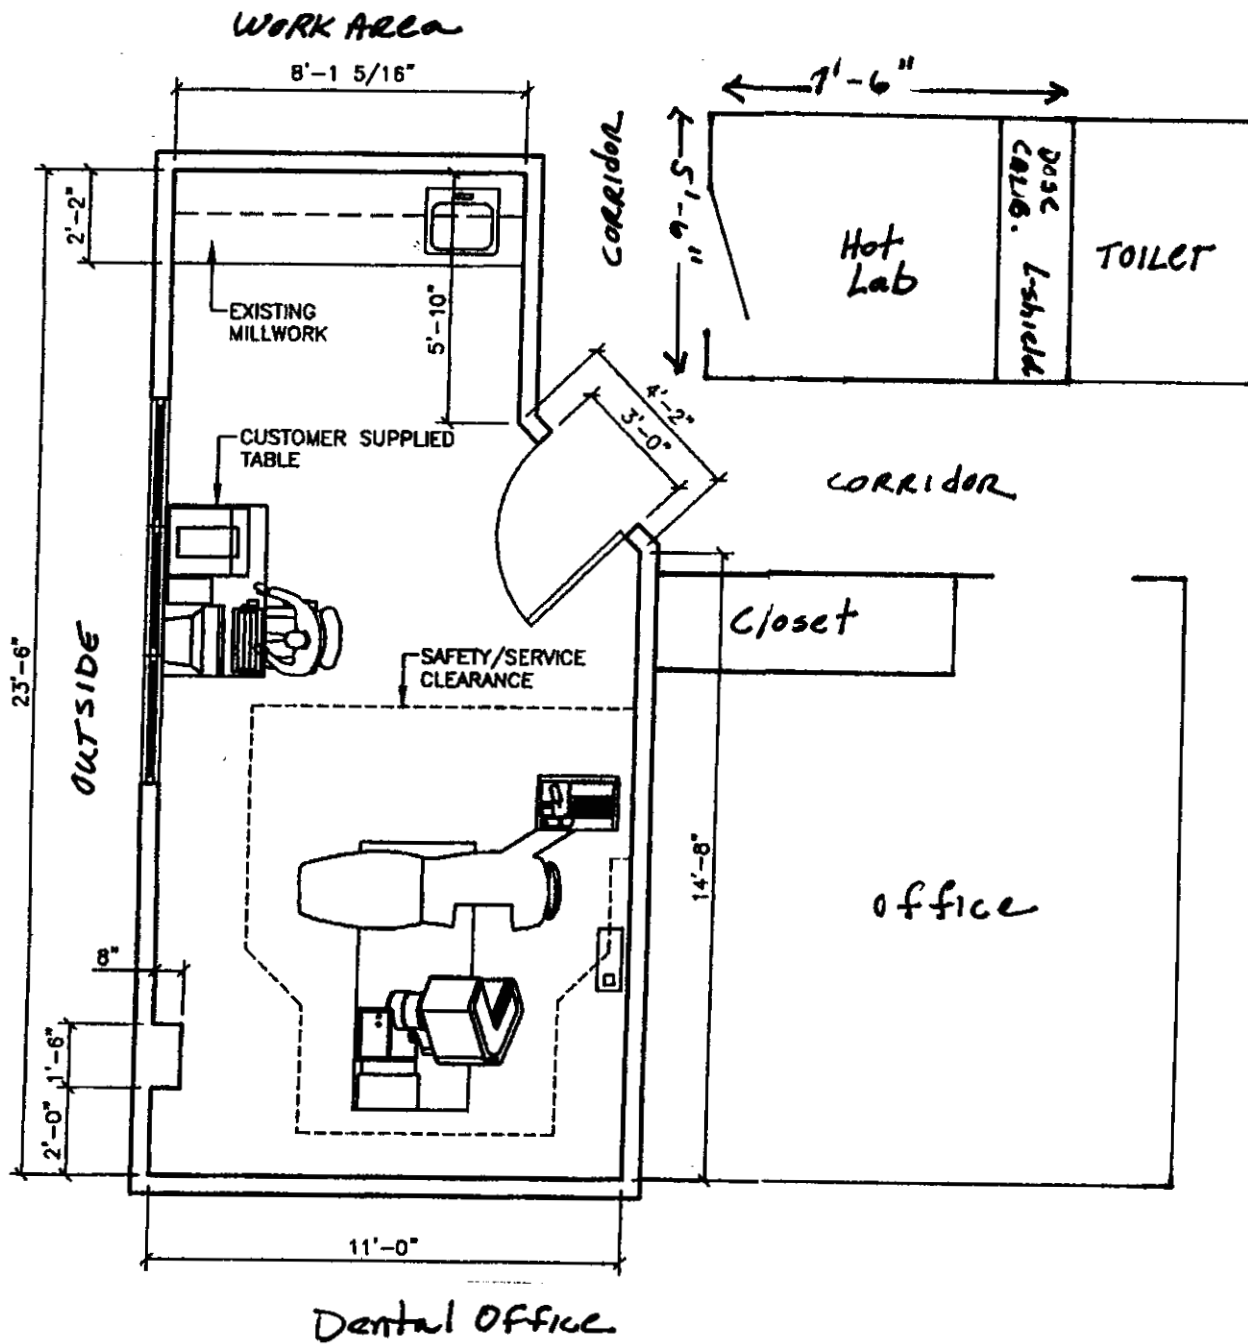 WORK AREA
8'-1 5/16"
7'-6"
CORRIDOR
5'-6"
2'-2"
Hot
Lab
DOSE
CALIB.
L-shield
TOILET
EXISTING
MILLWORK
5'-10"
4'-2"
3'-0"
CUSTOMER SUPPLIED
TABLE
CORRIDOR
Closet
23'-6"
OUTSIDE
SAFETY/SERVICE
CLEARANCE
14'-8"
office
8"
1'-6"
2'-0"
11'-0"
Dental Office